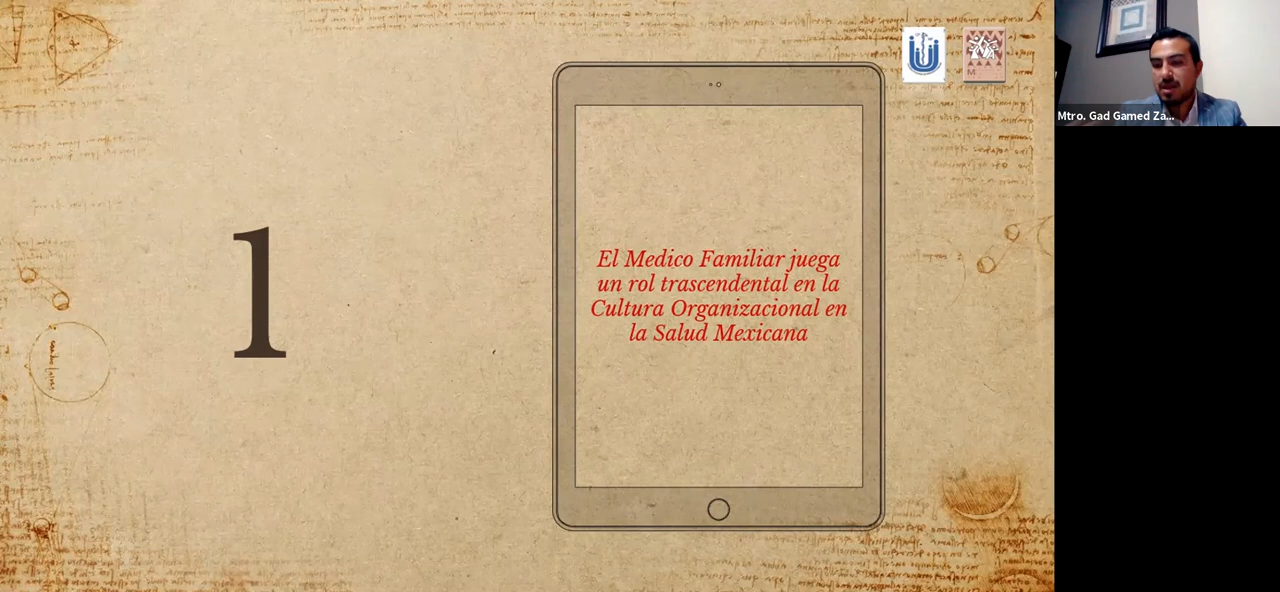 1
El Medico Familiar juega
un rol trascendental en la
Cultura Organizacional en
la Salud Mexicana
Mtro. Gad Gamed Za...